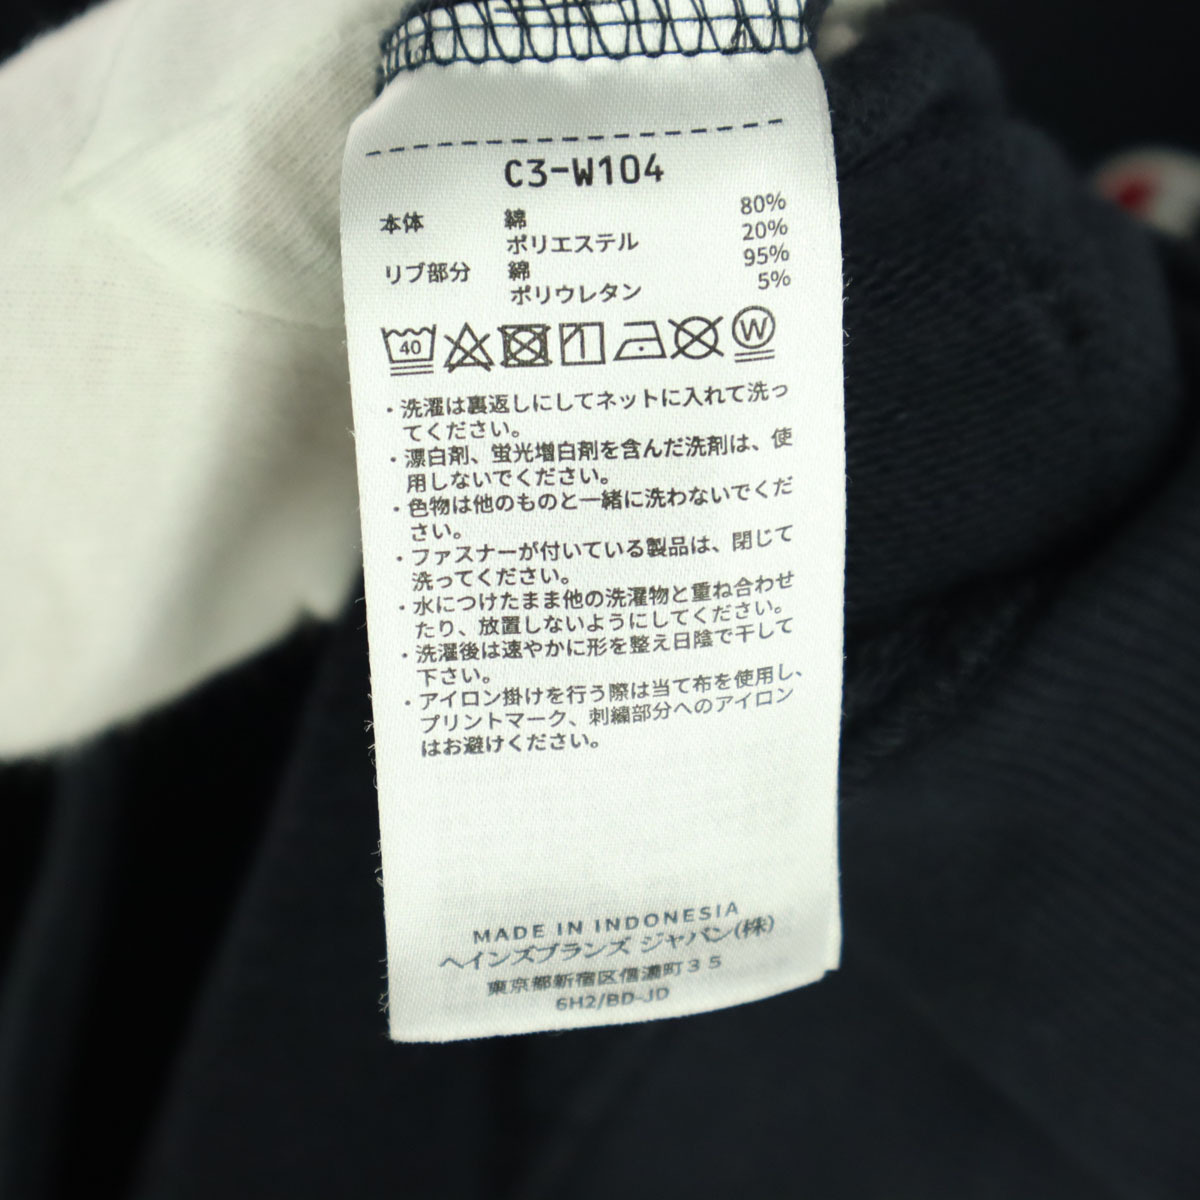 C3-W104
本体 綿 80%
ポリエステル 20%
リブ部分 綿 95%
ポリウレタン 5%
40 W
・洗濯は裏返しにしてネットに入れて洗っ
てください。
・漂白剤、蛍光増白剤を含んだ洗剤は、使
用しないでください。
・色物は他のものと一緒に洗わないでくだ
さい。
・ファスナーが付いている製品は、閉じて
洗ってください。
・水につけたまま他の洗濯物と重ね合わせ
たり、放置しないようにしてください。
・洗濯後は速やかに形を整え日陰で干して
下さい。
・アイロン掛けを行う際は当て布を使用し、
プリントマーク、刺繍部分へのアイロン
はお避けください。
MADE IN INDONESIA
ヘインズブランズ ジャパン(株)
東京都新宿区信濃町35
6H2/BD-JD